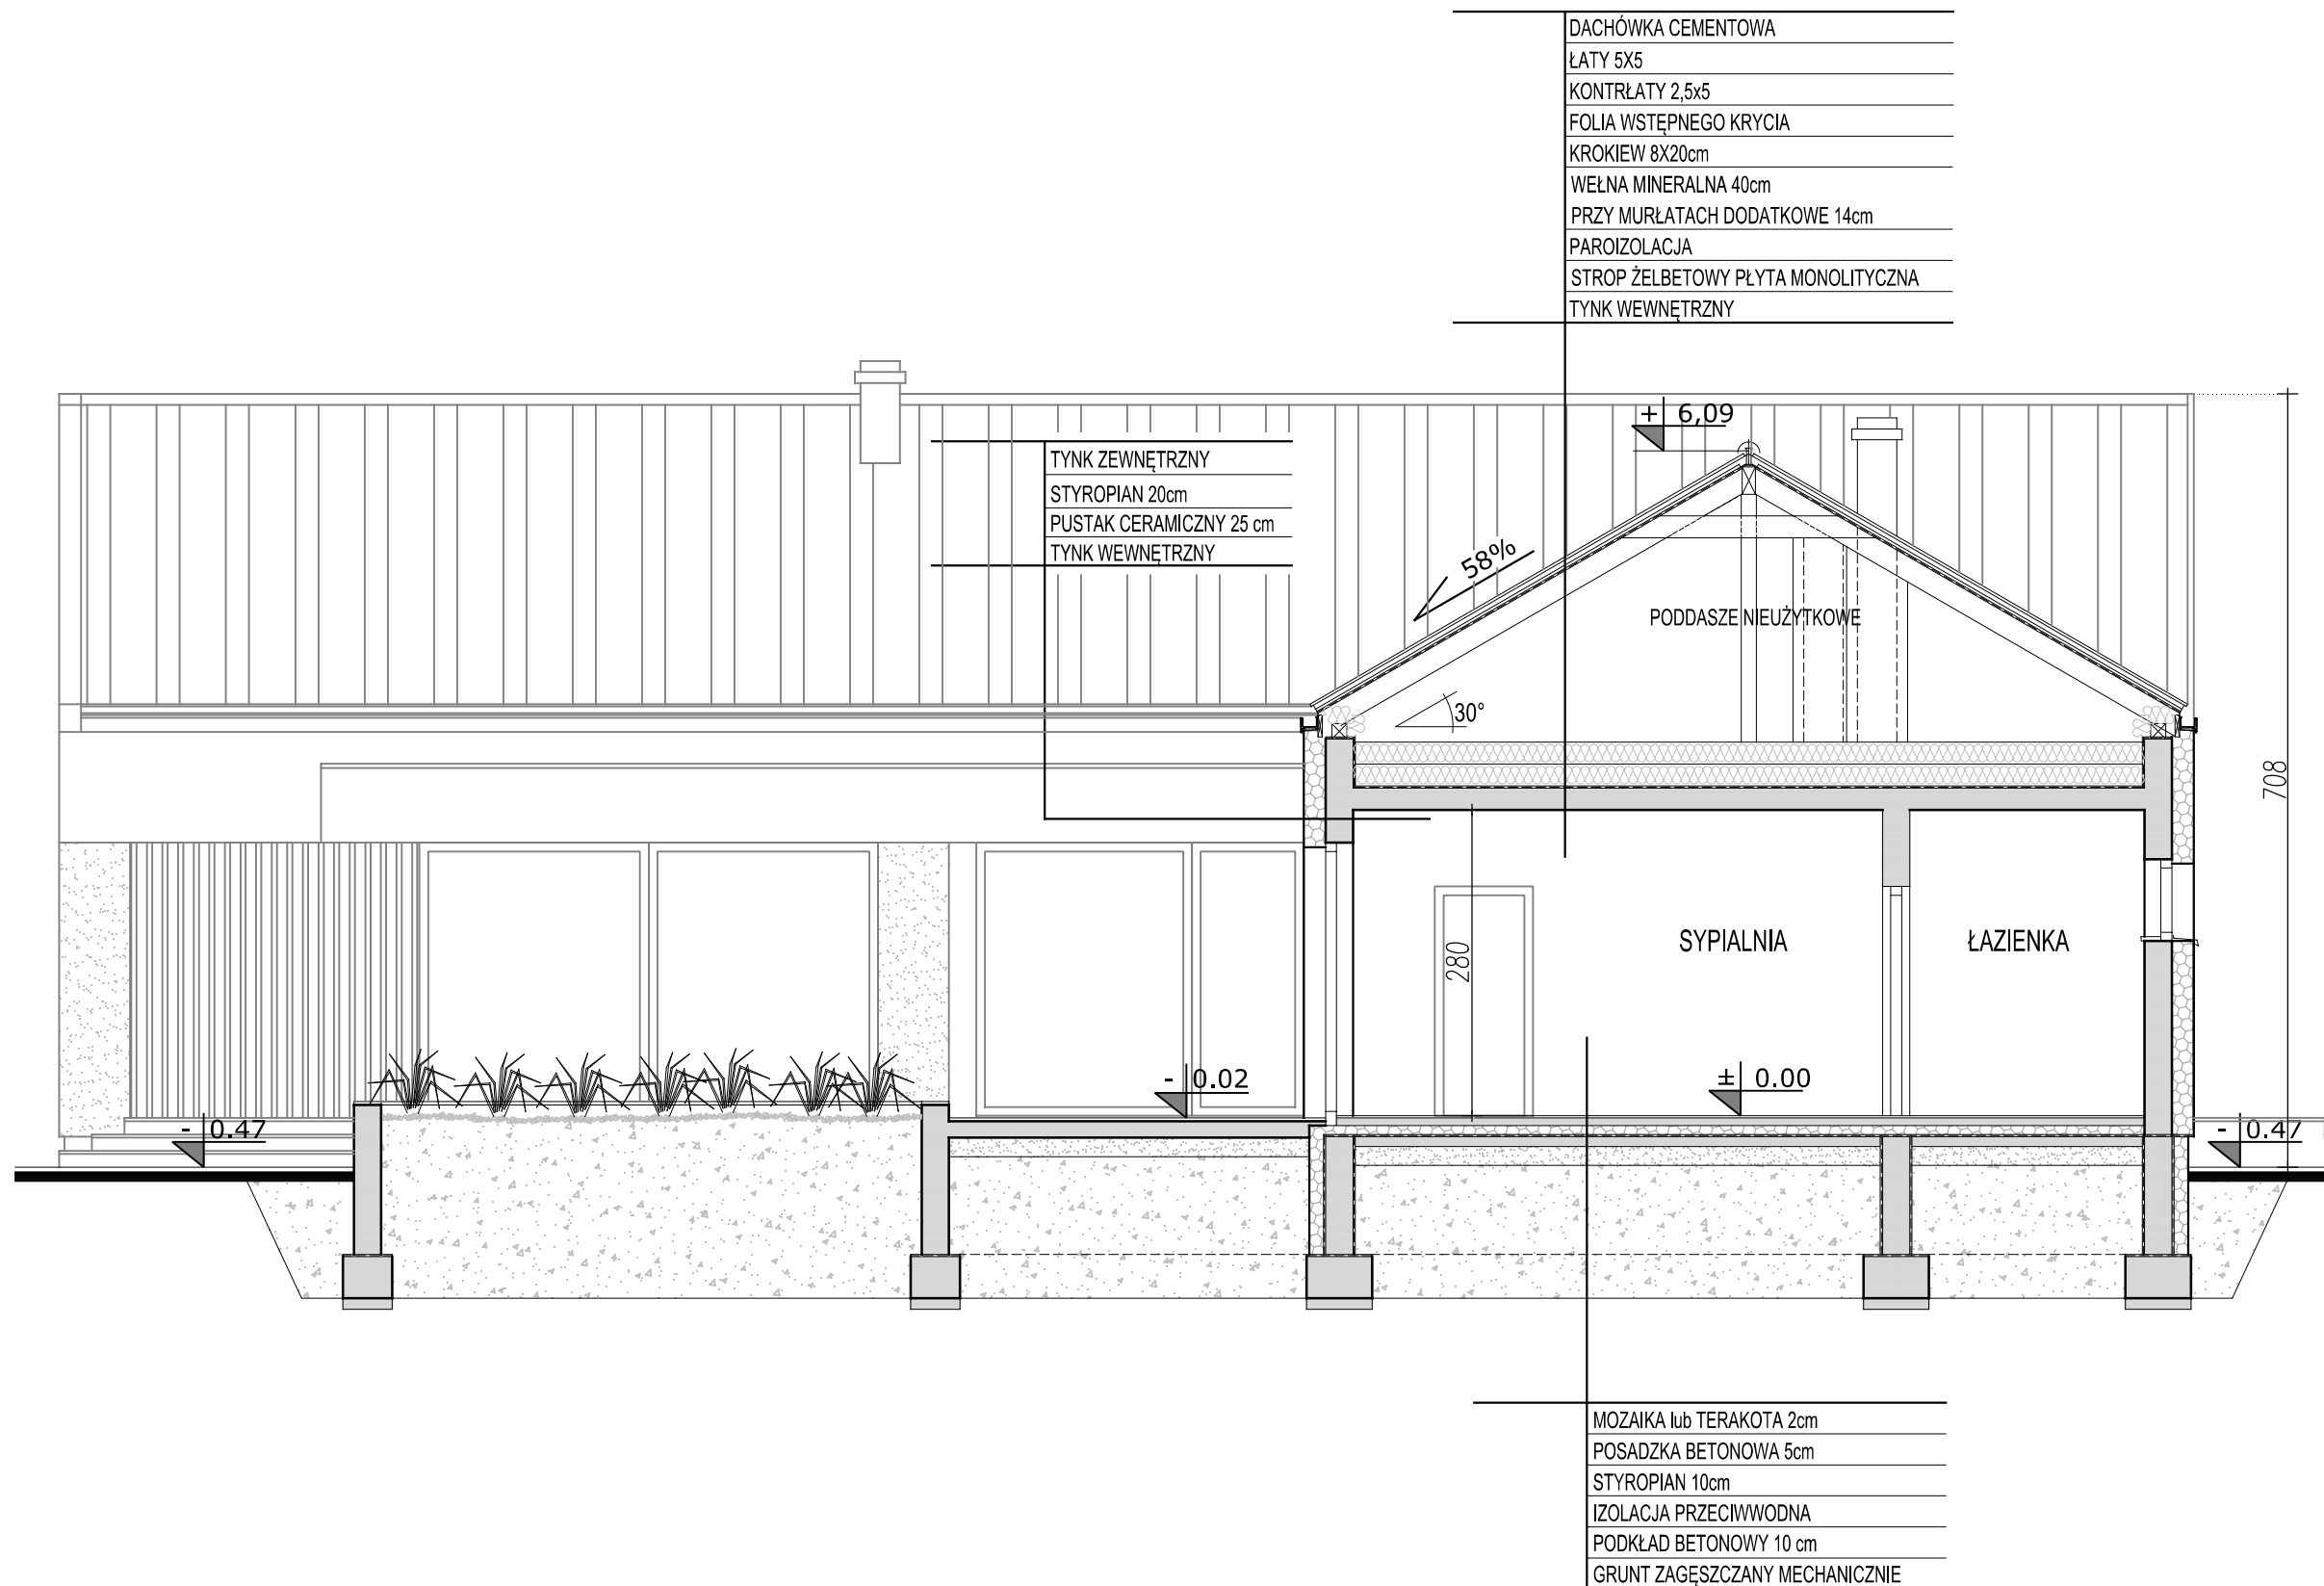 DACHÓWKA CEMENTOWA
ŁATY 5X5
KONTRŁATY 2,5x5
FOLIA WSTĘPNEGO KRYCIA
KROKIEW 8X20cm
WEŁNA MINERALNA 40cm
PRZY MURŁATACH DODATKOWE 14cm
PAROIZOLACJA
STROP ŻELBETOWY PŁYTA MONOLITYCZNA
TYNK WEWNĘTRZNY
+ 6,09
TYNK ZEWNĘTRZNY
STYROPIAN 20cm
PUSTAK CERAMICZNY 25 cm
TYNK WEWNĘTRZNY
58%
PODDASZE NIEUŻYTKOWE
30°
708
280
SYPIALNIA
ŁAZIENKA
- 0.02
± 0.00
- 0.47
- 0.47
MOZAIKA lub TERAKOTA 2cm
POSADZKA BETONOWA 5cm
STYROPIAN 10cm
IZOLACJA PRZECIWWODNA
PODKŁAD BETONOWY 10 cm
GRUNT ZAGĘSZCZANY MECHANICZNIE